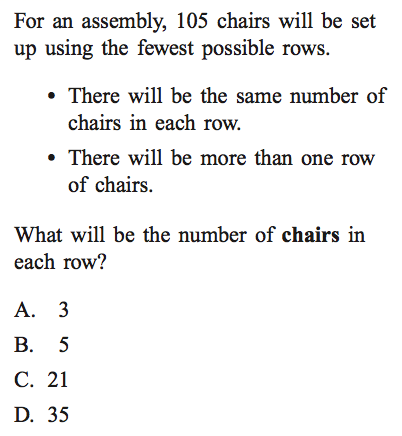 For an assembly, 105 chairs will be set
up using the fewest possible rows.
• There will be the same number of
chairs in each row.
• There will be more than one row
of chairs.
What will be the number of chairs in
each row?
A. 3
B. 5
C. 21
D. 35